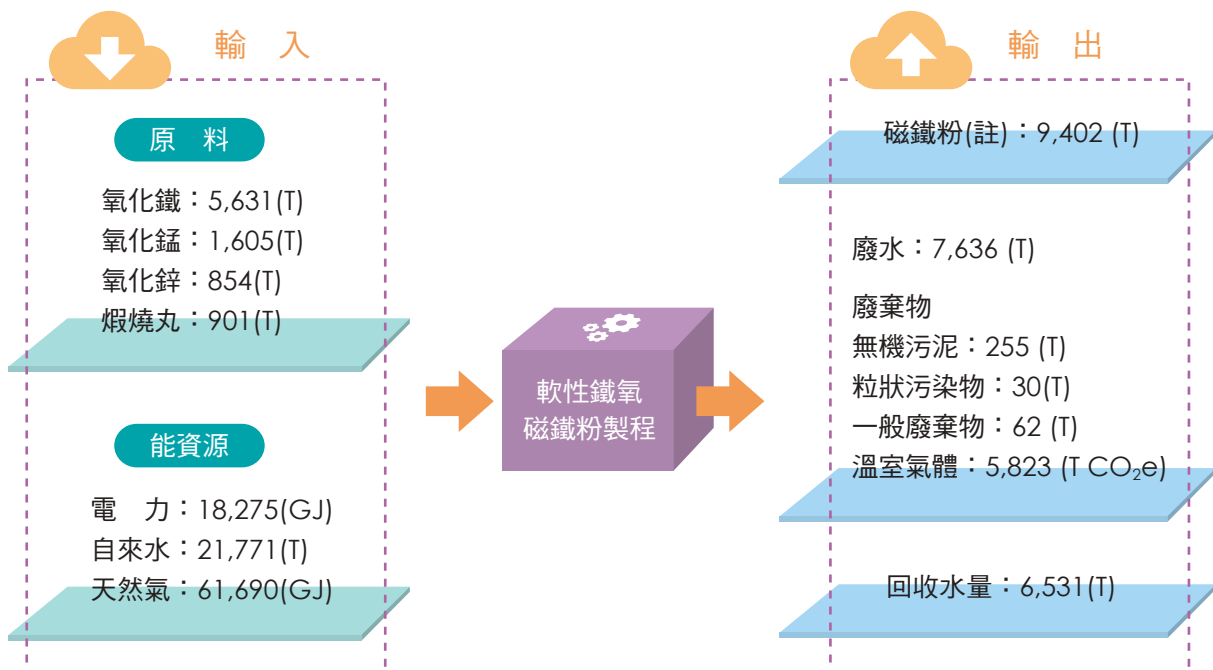 輸 入
原 料
氧化鐵：5,631(T)
氧化錳：1,605(T)
氧化鋅：854(T)
煆燒丸：901(T)
能資源
電 力：18,275(GJ)
自來水：21,771(T)
天然氣：61,690(GJ)
軟性鐵氧
磁鐵粉製程
輸 出
磁鐵粉(註)：9,402 (T)
廢水：7,636 (T)
廢棄物
無機污泥：255 (T)
粒狀污染物：30(T)
一般廢棄物：62 (T)
溫室氣體：5,823 (T CO₂e)
回收水量：6,531(T)